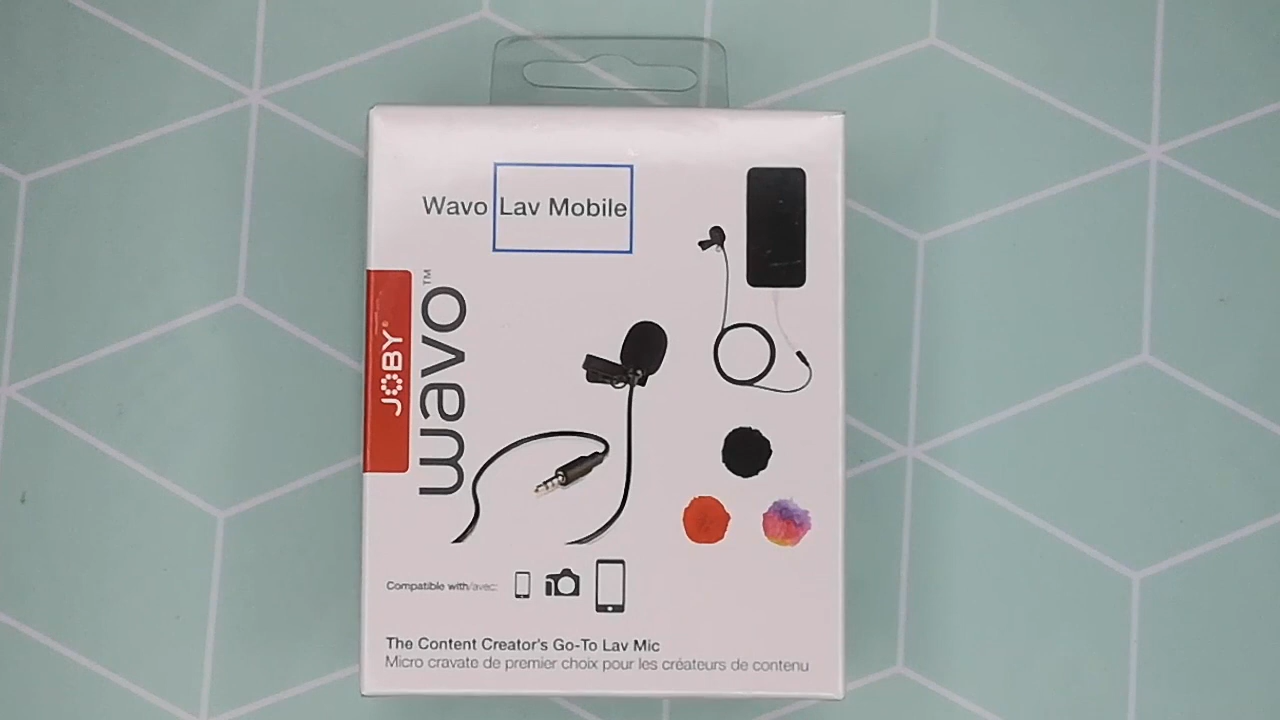 Wavo Lav Mobile
JOBY®
wavo™
Compatible with/avec:
The Content Creator's Go-To Lav Mic
Micro cravate de premier choix pour les créateurs de contenu